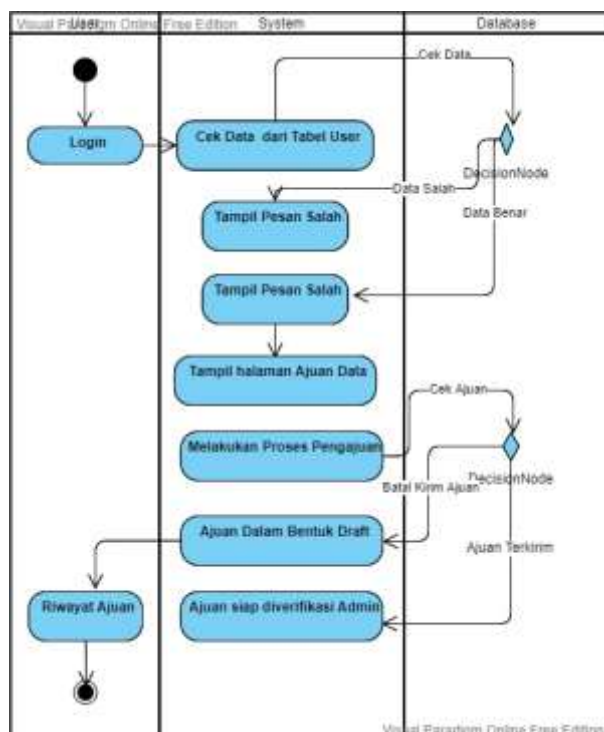 Visual Paradigm Online Free Edition
User
System
Database
Cek Data
Login
Cek Data dari Tabel User
DecisionNode
Data Salah
Tampil Pesan Salah
Data Benar
Tampil Pesan Salah
Tampil halaman Ajuan Data
Cek Ajuan
Melakukan Proses Pengajuan
DecisionNode
Batal Kirim Ajuan
Ajuan Dalam Bentuk Draft
Ajuan Terkirim
Riwayat Ajuan
Ajuan siap diverifikasi Admin
Visual Paradigm Online Free Edition